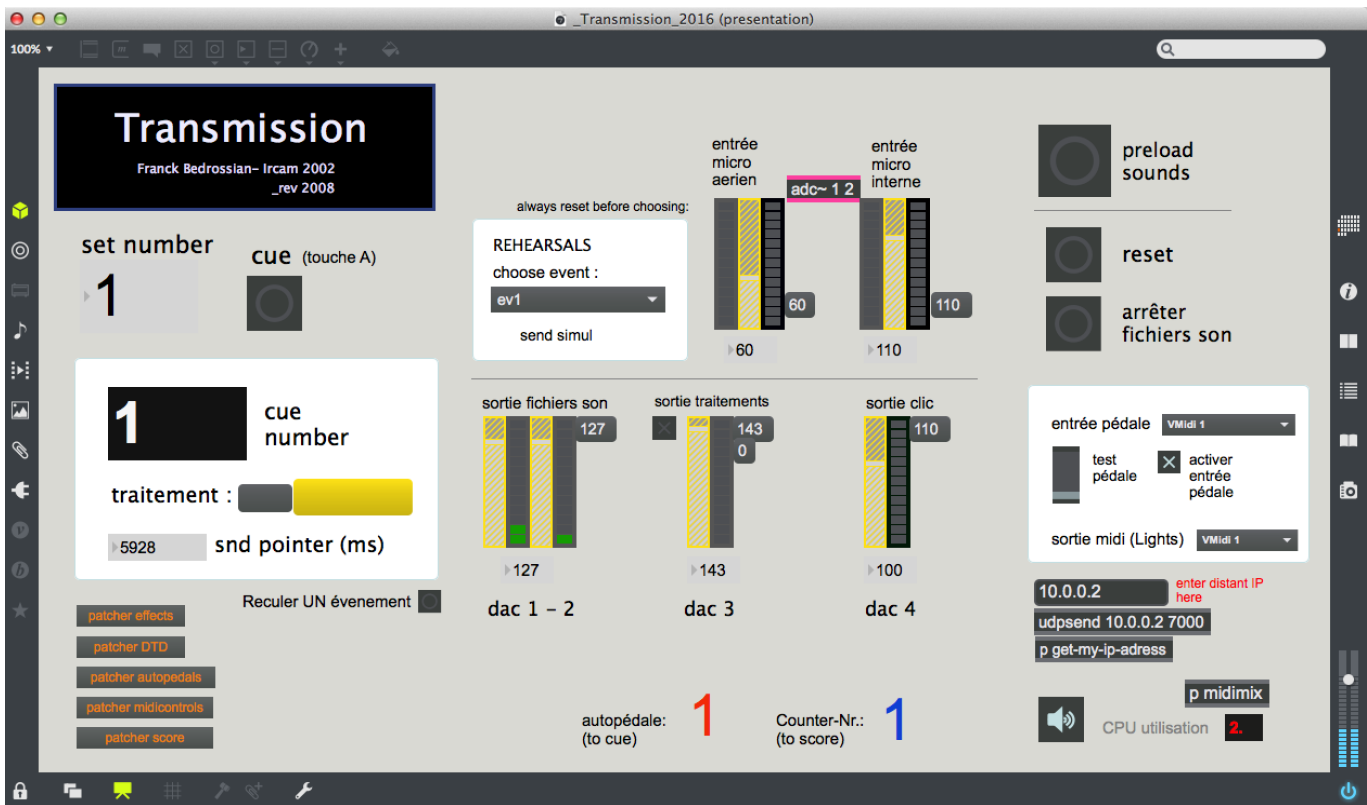 _Transmission_2016 (presentation)
100%
Transmission
Franck Bedrossian– Ircam 2002
_rev 2008
set number
1
cue (touche A)
1
cue
number
traitement :
5928
snd pointer (ms)
Reculer UN évenement
patcher effects
patcher DTD
patcher autopedals
patcher midicontrols
patcher score
always reset before choosing:
REHEARSALS
choose event :
ev1
send simul
entrée
micro
aerien
adc~ 1 2
entrée
micro
interne
60
110
60
110
sortie fichiers son
127
127
dac 1 – 2
sortie traitements
143
0
143
dac 3
sortie clic
110
100
dac 4
autopédale:
(to cue)
1
Counter-Nr.:
(to score)
1
preload
sounds
reset
arrêter
fichiers son
entrée pédale
VMidi 1
test
pédale
activer
entrée
pédale
sortie midi (Lights)
VMidi 1
10.0.0.2
enter distant IP
here
udpsend 10.0.0.2 7000
p get-my-ip-adress
p midimix
CPU utilisation
2.